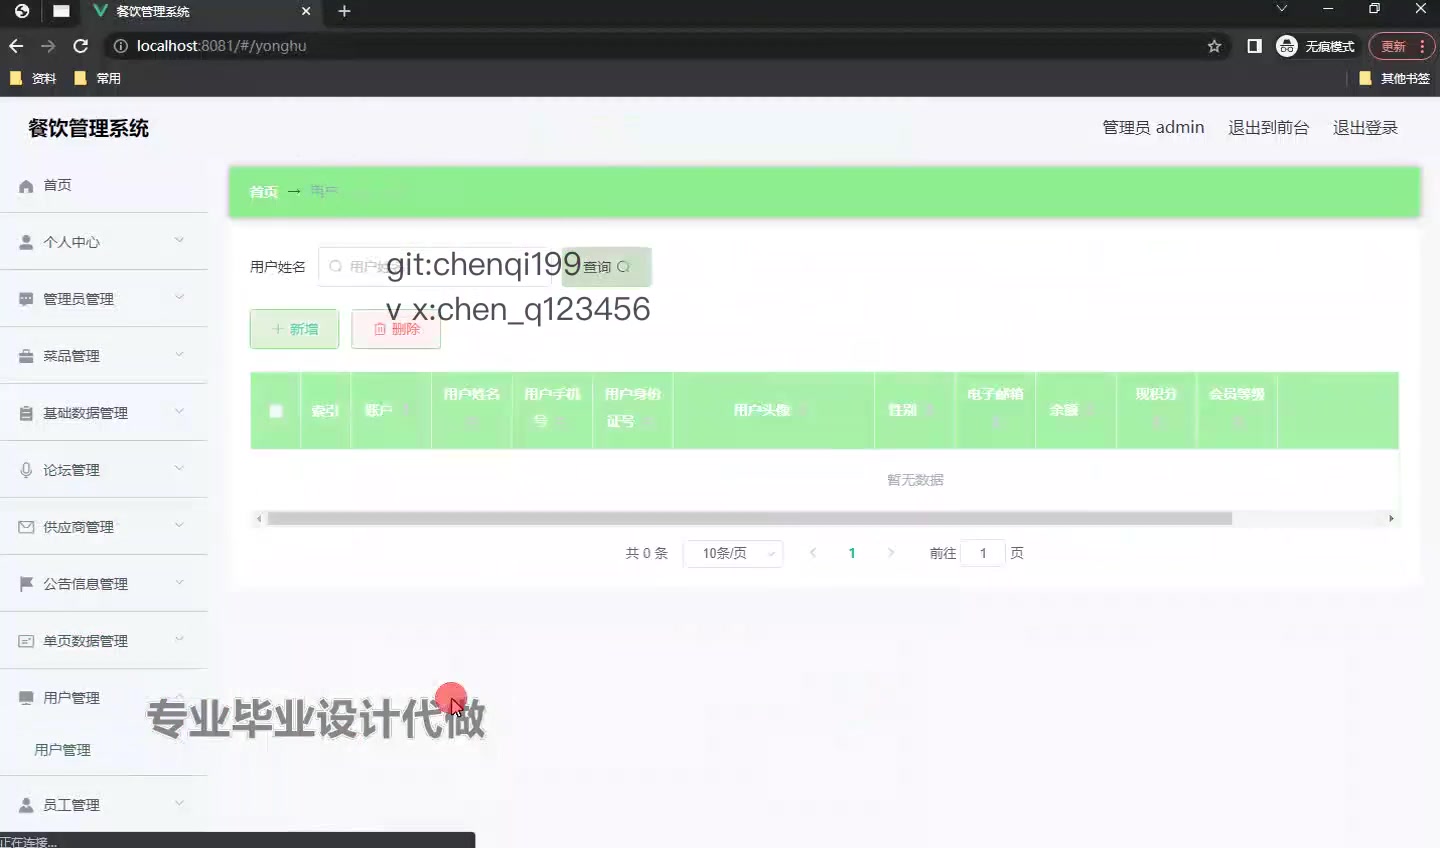 餐饮管理系统
localhost:8081/#/yonghu
无痕模式
更新
资料
常用
其他书签
餐饮管理系统
管理员 admin
退出到前台
退出登录
首页
个人中心
管理员管理
菜品管理
基础数据管理
论坛管理
供应商管理
公告信息管理
单页数据管理
用户管理
用户管理
员工管理
首页 → 用户
用户姓名
用户姓名
查询
git:chenqi199
v x:chen_q123456
+ 新增
删除
索引
账户
用户姓名
用户手机号
用户身份证号
用户头像
性别
电子邮箱
余额
现积分
会员等级
暂无数据
共 0 条
10条/页
1
前往 1 页
专业毕业设计代做
正在连接...